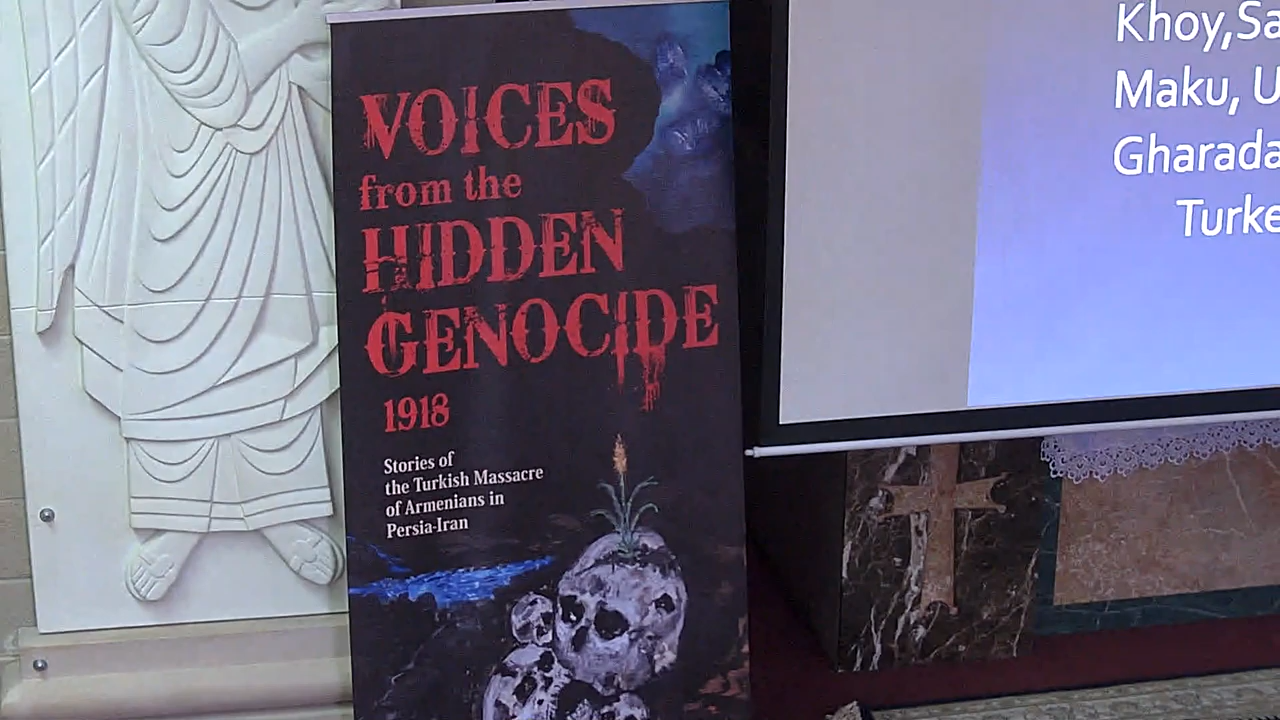 VOICES
from the
HIDDEN
GENOCIDE
1918
Stories of
the Turkish Massacre
of Armenians in
Persia-Iran
Khoy,Sa
Maku, U
Gharada
Turke